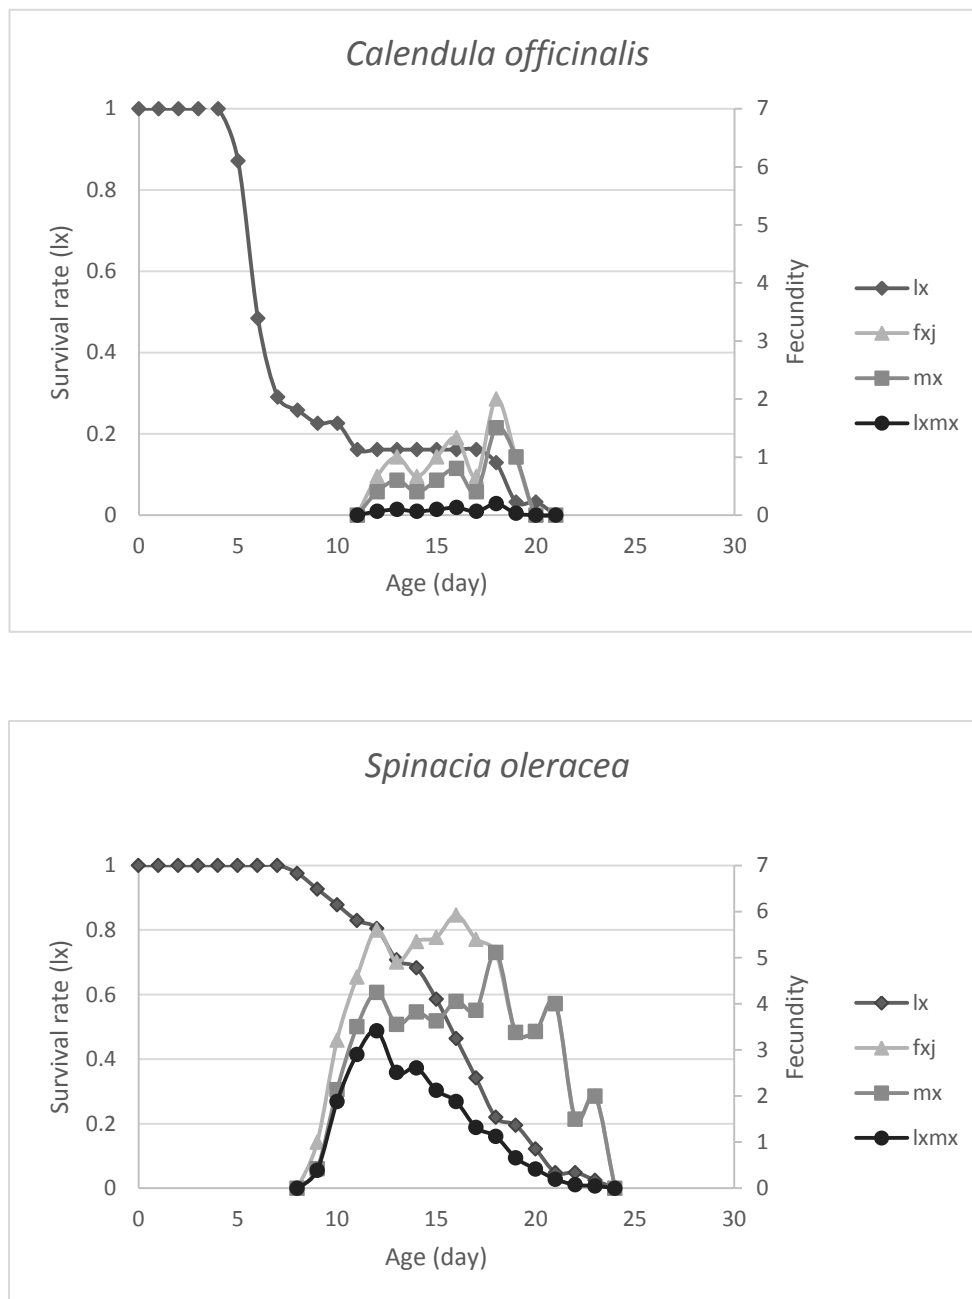 Calendula officinalis
1
0.8
0.6
0.4
0.2
0
Survival rate (lx)
7
6
5
4
3
2
1
0
Fecundity
0 5 10 15 20 25 30
Age (day)
lx
fxj
mx
lxmx
Spinacia oleracea
1
0.8
0.6
0.4
0.2
0
Survival rate (lx)
7
6
5
4
3
2
1
0
Fecundity
0 5 10 15 20 25 30
Age (day)
lx
fxj
mx
lxmx